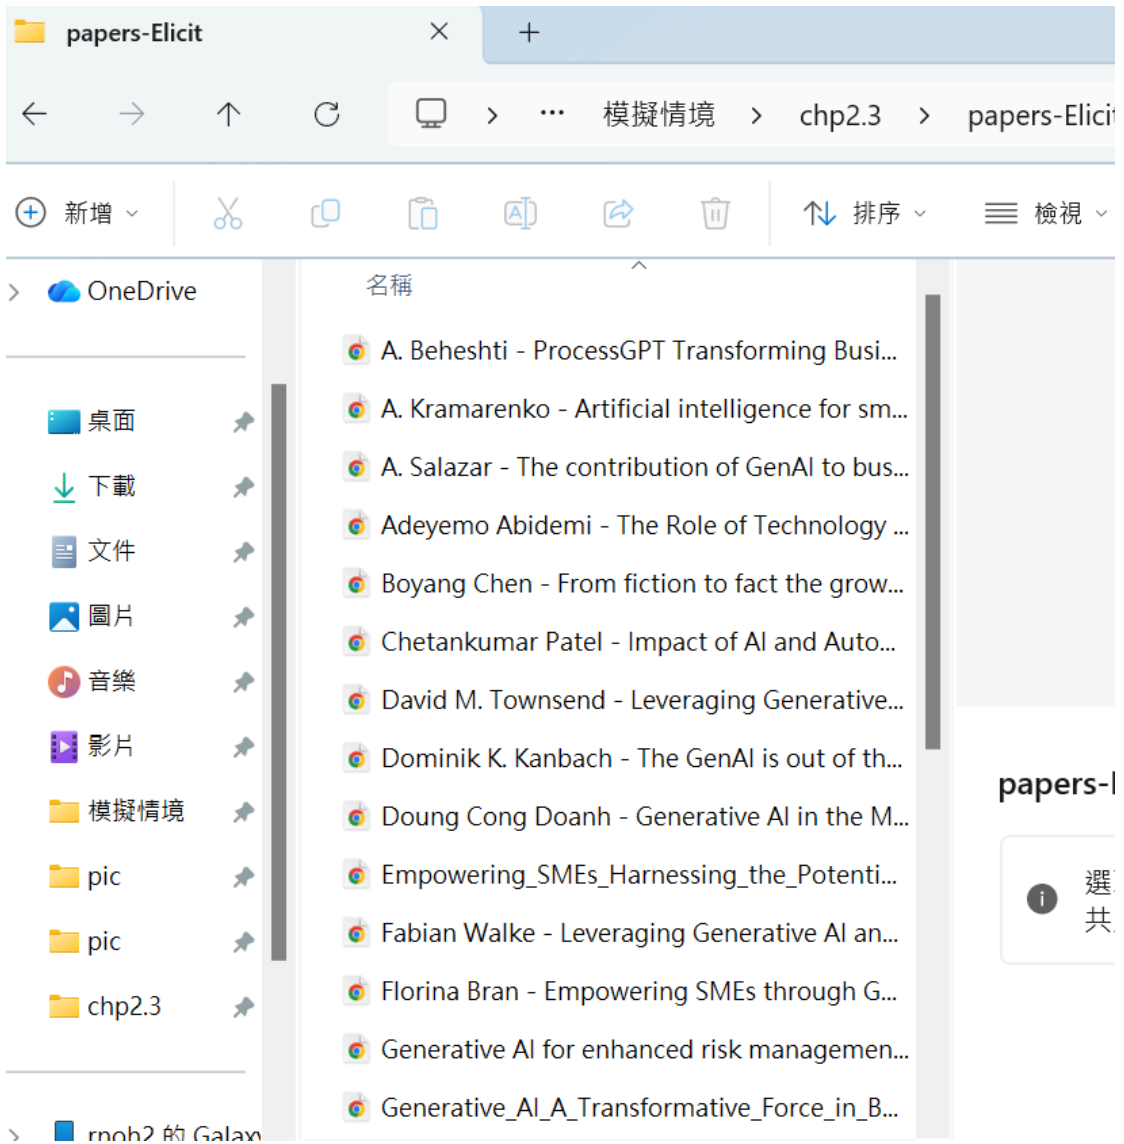 papers-Elicit
模擬情境
chp2.3
papers-Elicit
新增
排序
檢視
OneDrive
桌面
下載
文件
圖片
音樂
影片
模擬情境
pic
pic
chp2.3
rnoh2 的 Galaxy
名稱
A. Beheshti - ProcessGPT Transforming Busi...
A. Kramarenko - Artificial intelligence for sm...
A. Salazar - The contribution of GenAI to bus...
Adeyemo Abidemi - The Role of Technology ...
Boyang Chen - From fiction to fact the grow...
Chetankumar Patel - Impact of AI and Auto...
David M. Townsend - Leveraging Generative...
Dominik K. Kanbach - The GenAI is out of th...
Doung Cong Doanh - Generative AI in the M...
Empowering_SMEs_Harnessing_the_Potenti...
Fabian Walke - Leveraging Generative AI an...
Florina Bran - Empowering SMEs through G...
Generative AI for enhanced risk managemen...
Generative_AI_A_Transformative_Force_in_B...
papers-
選
共